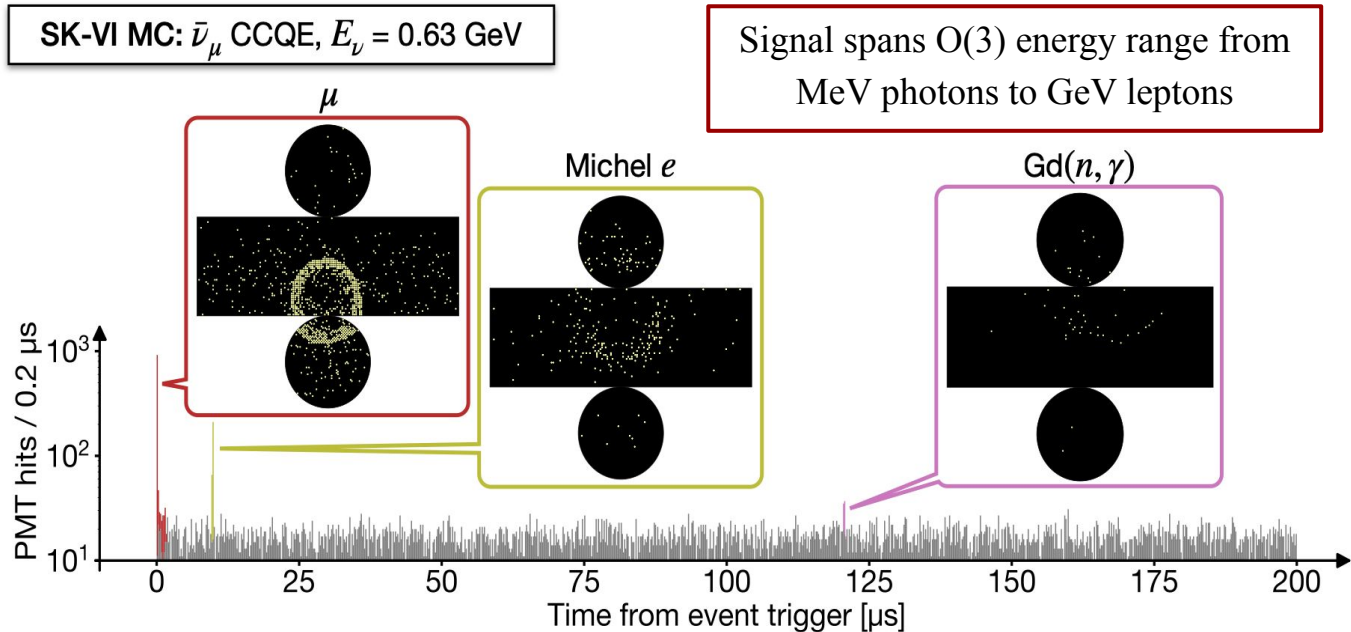 SK-VI MC: ν̄_μ CCQE, E_ν = 0.63 GeV
Signal spans O(3) energy range from
MeV photons to GeV leptons
μ
Michel e
Gd(n, γ)
PMT hits / 0.2 μs
10³
10²
10¹
0 25 50 75 100 125 150 175 200
Time from event trigger [μs]